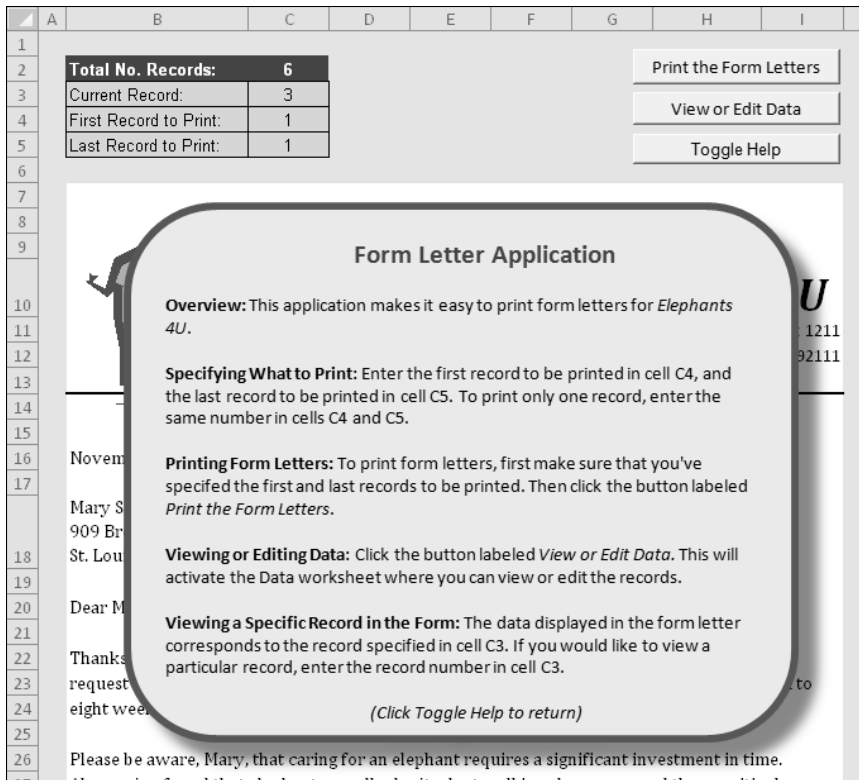 A B C D E F G H I
1
2 Total No. Records: 6 Print the Form Letters
3 Current Record: 3
4 First Record to Print: 1 View or Edit Data
5 Last Record to Print: 1 Toggle Help
6
7
8
9 Form Letter Application
10 Overview: This application makes it easy to print form letters for Elephants U
11 4U. 1211
12 92111
13 Specifying What to Print: Enter the first record to be printed in cell C4, and
the last record to be printed in cell C5. To print only one record, enter the
14 same number in cells C4 and C5.
15
16 Novem Printing Form Letters: To print form letters, first make sure that you've
17 specifed the first and last records to be printed. Then click the button labeled
Mary S Print the Form Letters.
909 Br
18 St. Lou Viewing or Editing Data: Click the button labeled View or Edit Data. This will
19 activate the Data worksheet where you can view or edit the records.
20 Dear M
21 Viewing a Specific Record in the Form: The data displayed in the form letter
22 Thanks corresponds to the record specified in cell C3. If you would like to view a
23 request particular record, enter the record number in cell C3. to
24 eight wee (Click Toggle Help to return)
25
26 Please be aware, Mary, that caring for an elephant requires a significant investment in time.